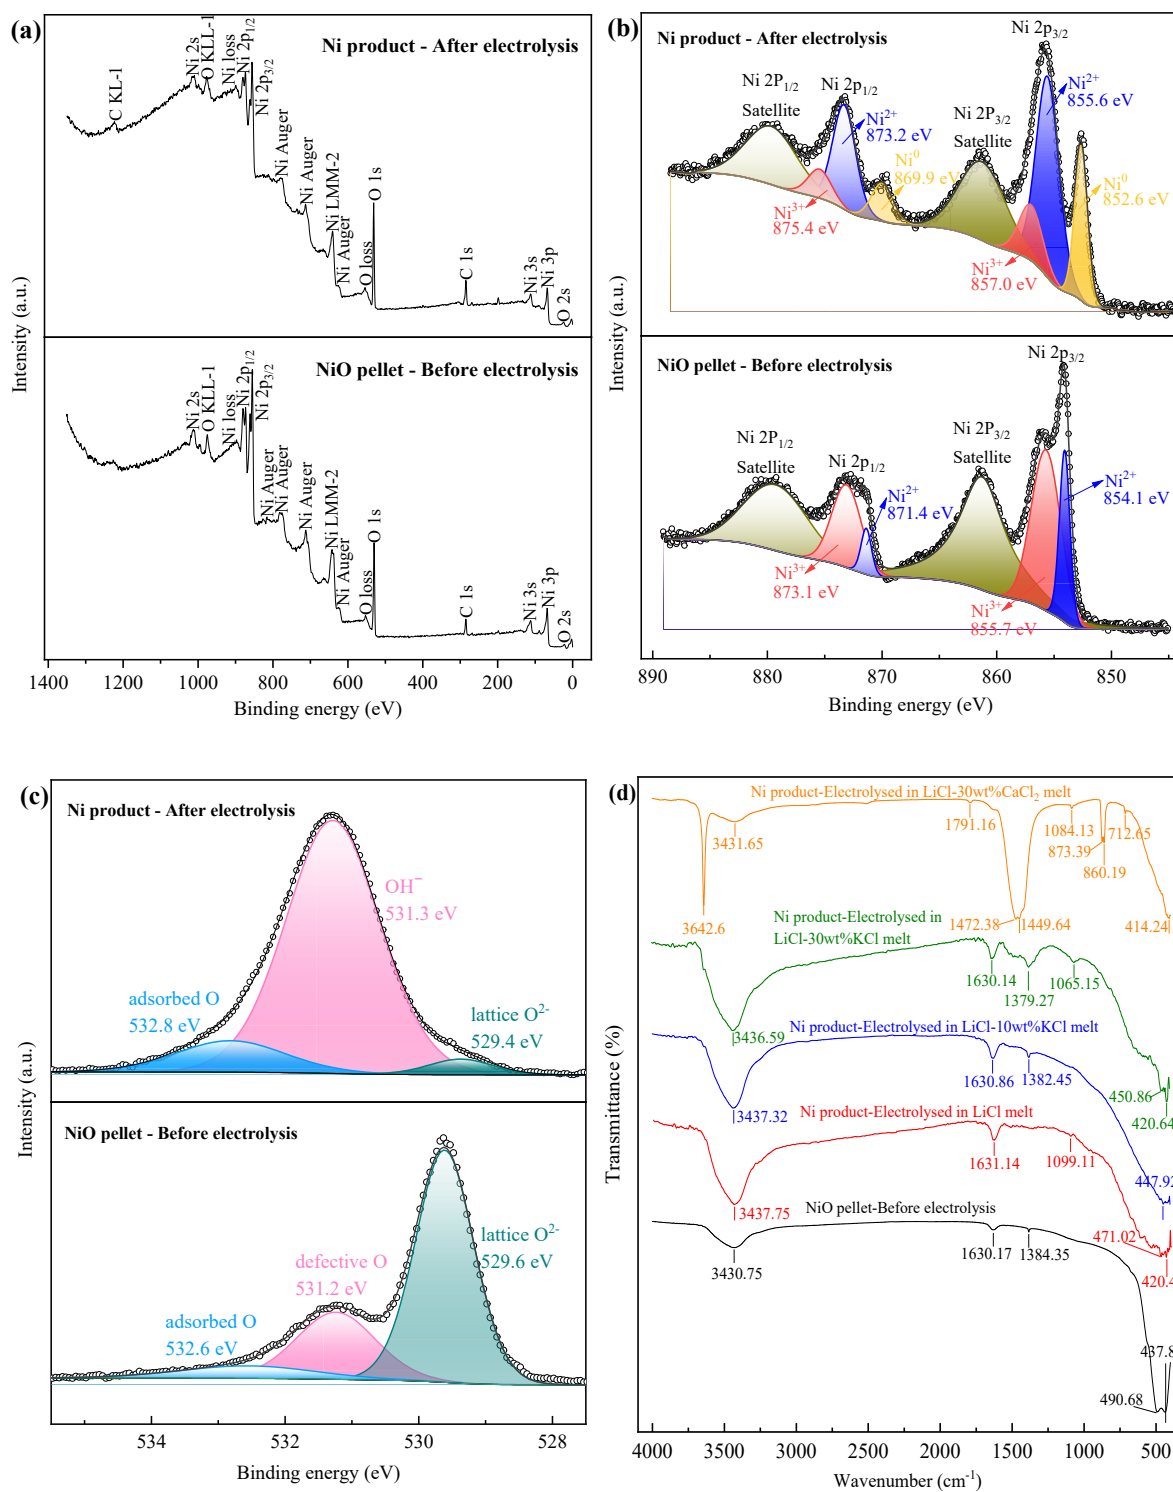 (a)
Ni product - After electrolysis
C KL-1
Ni 2s
O KLL-1
Ni loss
Ni 2p1/2
Ni 2p3/2
Ni Auger
Ni Auger
Ni LMM-2
Ni Auger
O loss
O 1s
C 1s
Ni 3s
Ni 3p
O 2s
NiO pellet - Before electrolysis
Ni 2s
O KLL-1
Ni loss
Ni 2p1/2
Ni 2p3/2
Ni Auger
Ni Auger
Ni Auger
Ni LMM-2
Ni Auger
O loss
O 1s
C 1s
Ni 3s
Ni 3p
O 2s
Intensity (a.u.)
1400 1200 1000 800 600 400 200 0
Binding energy (eV)
(b)
Ni product - After electrolysis
Ni 2p3/2
Ni 2P1/2
Satellite
Ni 2p1/2
Ni2+
873.2 eV
Ni 2P3/2
Satellite
Ni2+
855.6 eV
Ni0
869.9 eV
Ni0
852.6 eV
Ni3+
875.4 eV
Ni3+
857.0 eV
NiO pellet - Before electrolysis
Ni 2p3/2
Ni 2P1/2
Satellite
Ni 2p1/2
Ni2+
871.4 eV
Ni 2P3/2
Satellite
Ni2+
854.1 eV
Ni3+
873.1 eV
Ni3+
855.7 eV
Intensity (a.u.)
890 880 870 860 850
Binding energy (eV)
(c)
Ni product - After electrolysis
OH−
531.3 eV
adsorbed O
532.8 eV
lattice O2-
529.4 eV
NiO pellet - Before electrolysis
lattice O2-
529.6 eV
defective O
531.2 eV
adsorbed O
532.6 eV
Intensity (a.u.)
534 532 530 528
Binding energy (eV)
(d)
Ni product-Electrolysed in LiCl-30wt%CaCl2 melt
3642.6
3431.65
1791.16
1472.38
1449.64
1084.13
873.39
860.19
712.65
414.24
Ni product-Electrolysed in
LiCl-30wt%KCl melt
3436.59
1630.14
1379.27
1065.15
450.86
420.64
Ni product-Electrolysed in LiCl-10wt%KCl melt
3437.32
1630.86
1382.45
447.92
Ni product-Electrolysed in LiCl melt
3437.75
1631.14
1099.11
471.02
420.4
NiO pellet-Before electrolysis
3430.75
1630.17
1384.35
490.68
437.8
Transmittance (%)
4000 3500 3000 2500 2000 1500 1000 500
Wavenumber (cm-1)